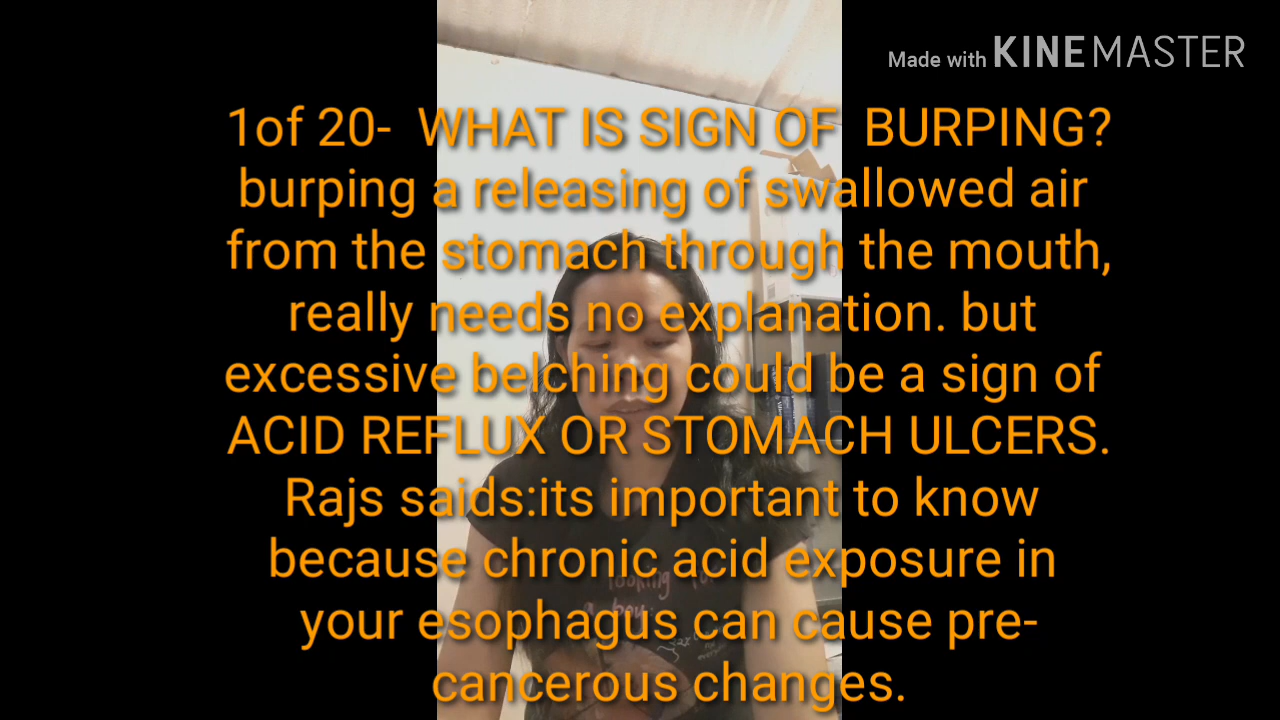 Made with KINEMASTER
1of 20- WHAT IS SIGN OF BURPING?
burping a releasing of swallowed air
from the stomach through the mouth,
really needs no explanation. but
excessive belching could be a sign of
ACID REFLUX OR STOMACH ULCERS.
Rajs saids:its important to know
because chronic acid exposure in
your esophagus can cause pre-
cancerous changes.
looking
a boy